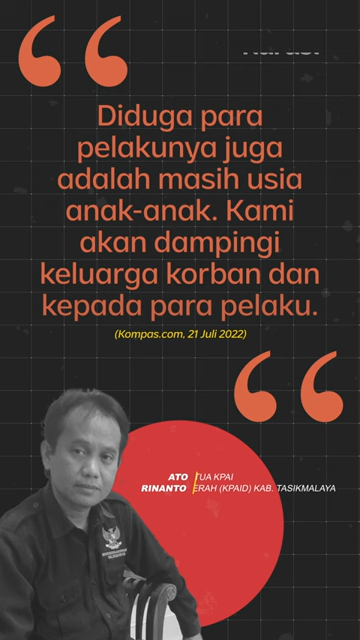 Diduga para
pelakunya juga
adalah masih usia
anak-anak. Kami
akan dampingi
keluarga korban dan
kepada para pelaku.
(Kompas.com, 21 Juli 2022)
ATO TUA KPAI
RINANTO ERAH (KPAID) KAB. TASIKMALAYA